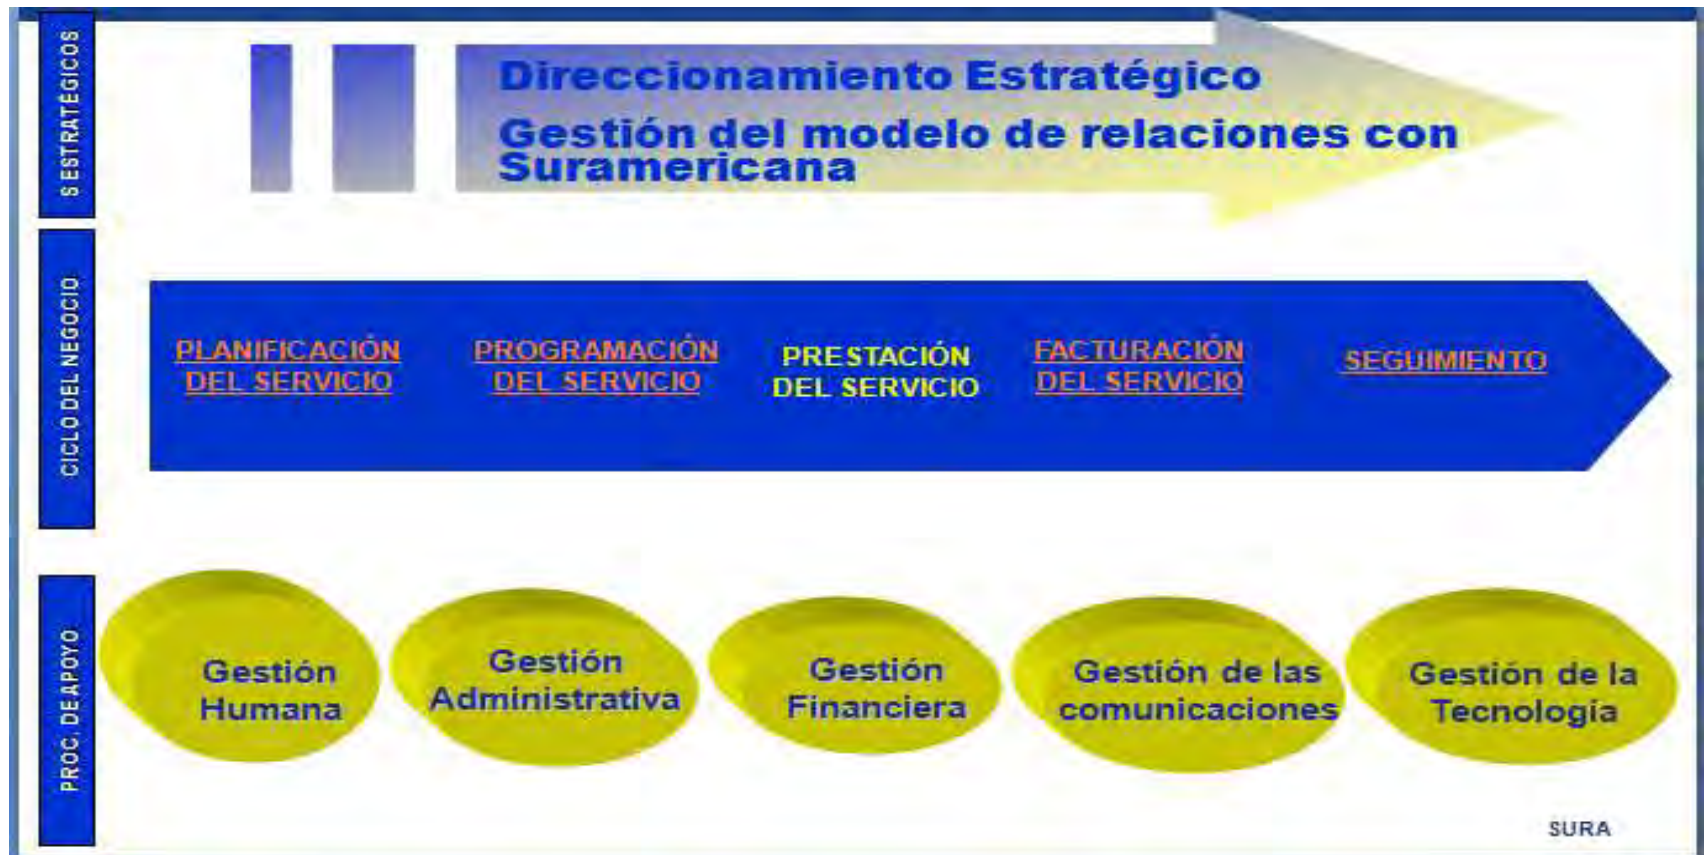 S ESTRATÉGICOS
Direccionamiento Estratégico
Gestión del modelo de relaciones con
Suramericana
CICLO DEL NEGOCIO
PLANIFICACIÓN
DEL SERVICIO
PROGRAMACIÓN
DEL SERVICIO
PRESTACIÓN
DEL SERVICIO
FACTURACIÓN
DEL SERVICIO
SEGUIMIENTO
PROC. DE APOYO
Gestión
Humana
Gestión
Administrativa
Gestión
Financiera
Gestión de las
comunicaciones
Gestión de la
Tecnología
SURA